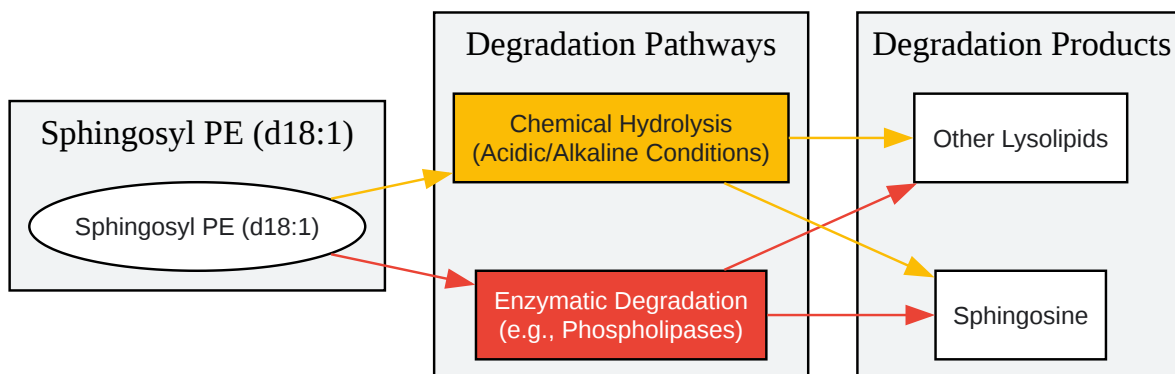 Sphingosyl PE (d18:1)
Sphingosyl PE (d18:1)
Degradation Pathways
Chemical Hydrolysis
(Acidic/Alkaline Conditions)
Enzymatic Degradation
(e.g., Phospholipases)
Degradation Products
Other Lysolipids
Sphingosine